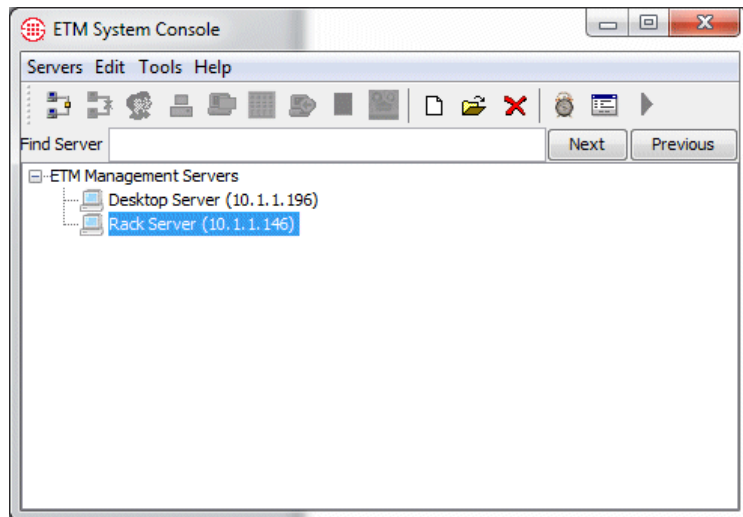 ETM System Console
Servers Edit Tools Help
Find Server Next Previous
ETM Management Servers
Desktop Server (10.1.1.196)
Rack Server (10.1.1.146)